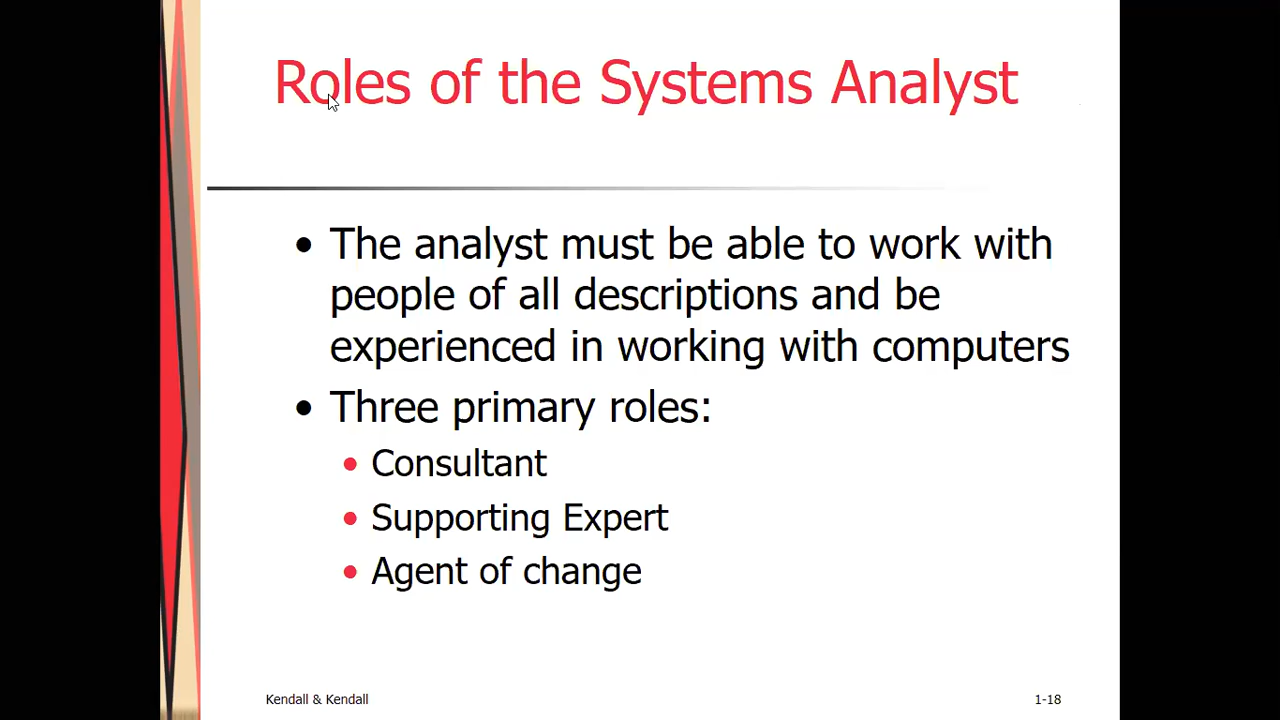 Roles of the Systems Analyst
• The analyst must be able to work with
people of all descriptions and be
experienced in working with computers
• Three primary roles:
• Consultant
• Supporting Expert
• Agent of change
Kendall & Kendall
1-18